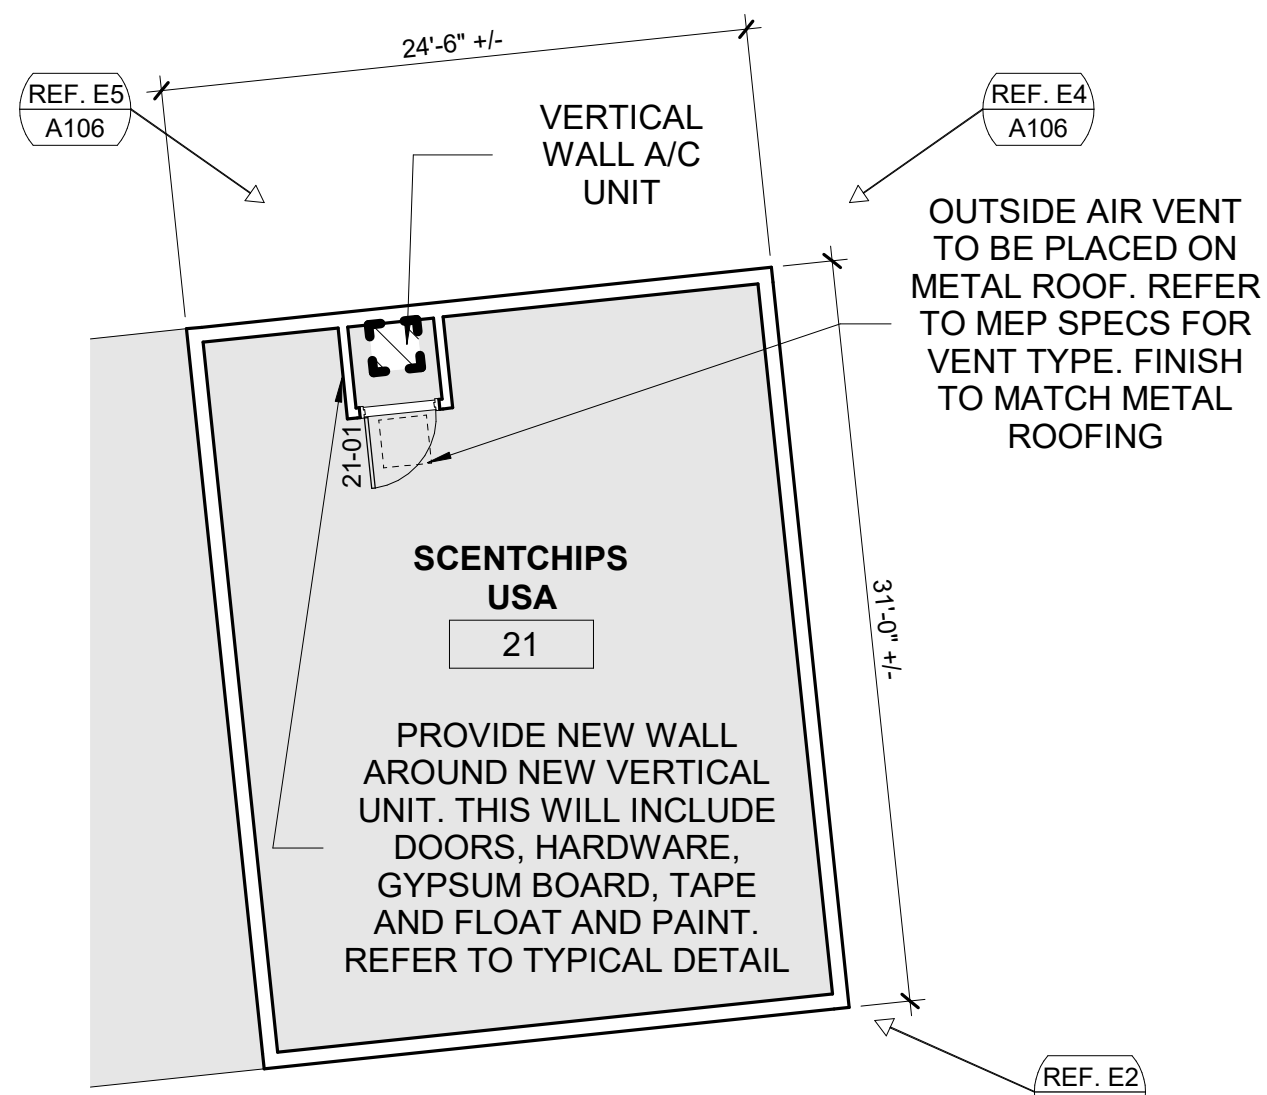 24'-6" +/-
REF. E5
A106
VERTICAL
WALL A/C
UNIT
REF. E4
A106
OUTSIDE AIR VENT
TO BE PLACED ON
METAL ROOF. REFER
TO MEP SPECS FOR
VENT TYPE. FINISH
TO MATCH METAL
ROOFING
21-01
SCENTCHIPS
USA
21
31'-0" +/-
PROVIDE NEW WALL
AROUND NEW VERTICAL
UNIT. THIS WILL INCLUDE
DOORS, HARDWARE,
GYPSUM BOARD, TAPE
AND FLOAT AND PAINT.
REFER TO TYPICAL DETAIL
REF. E2